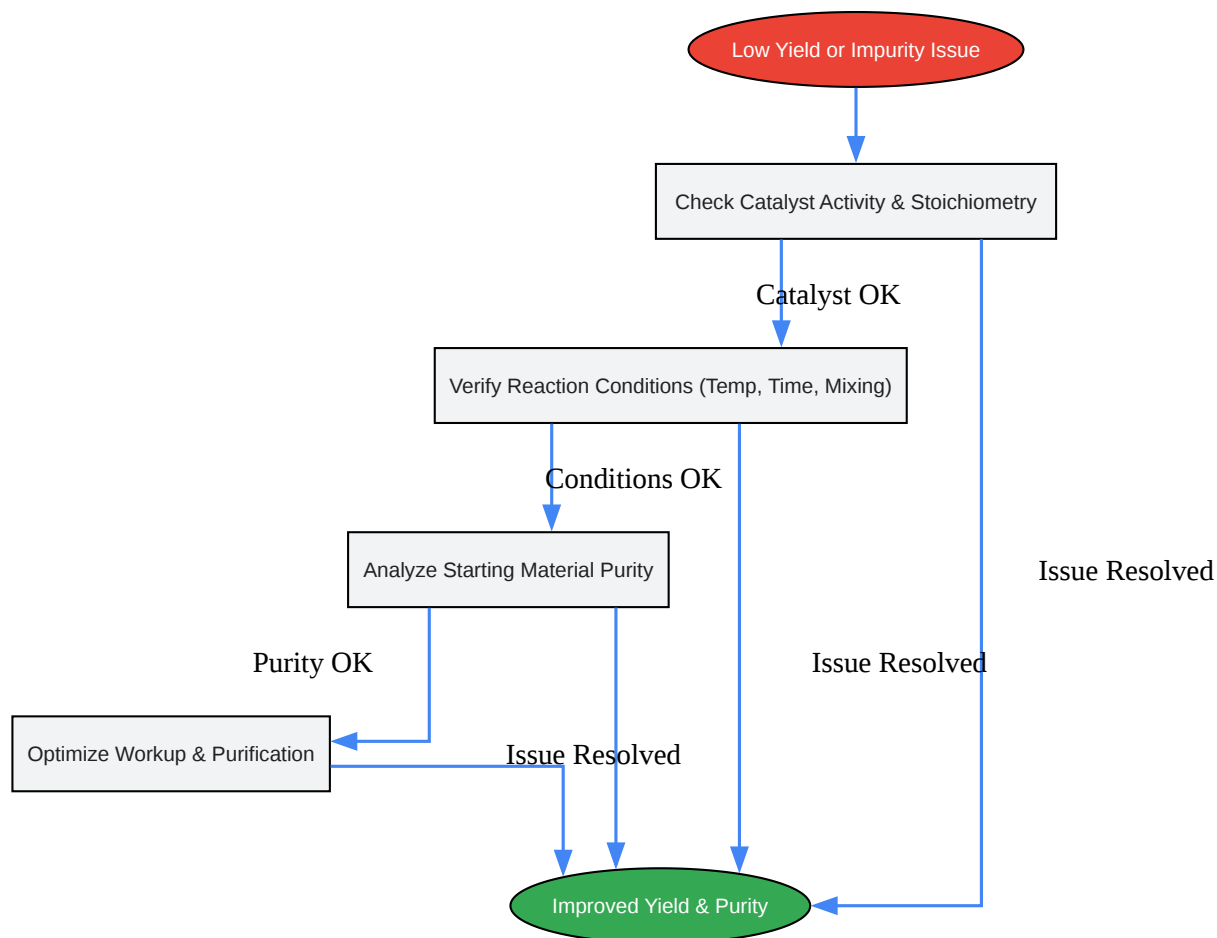 Low Yield or Impurity Issue
Check Catalyst Activity & Stoichiometry
Catalyst OK
Verify Reaction Conditions (Temp, Time, Mixing)
Conditions OK
Analyze Starting Material Purity
Issue Resolved
Purity OK
Issue Resolved
Optimize Workup & Purification
Issue Resolved
Improved Yield & Purity